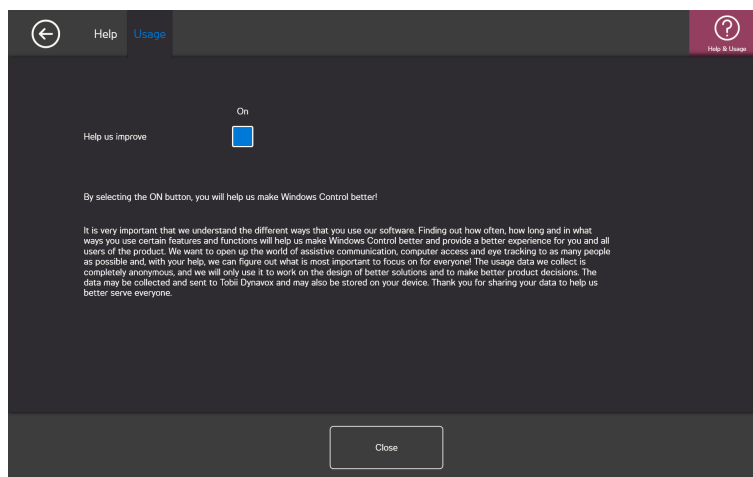 Help Usage
Help & Usage
On
Help us improve
By selecting the ON button, you will help us make Windows Control better!
It is very important that we understand the different ways that you use our software. Finding out how often, how long and in what
ways you use certain features and functions will help us make Windows Control better and provide a better experience for you and all
users of the product. We want to open up the world of assistive communication, computer access and eye tracking to as many people
as possible and, with your help, we can figure out what is most important to focus on for everyone! The usage data we collect is
completely anonymous, and we will only use it to work on the design of better solutions and to make better product decisions. The
data may be collected and sent to Tobii Dynavox and may also be stored on your device. Thank you for sharing your data to help us
better serve everyone.
Close